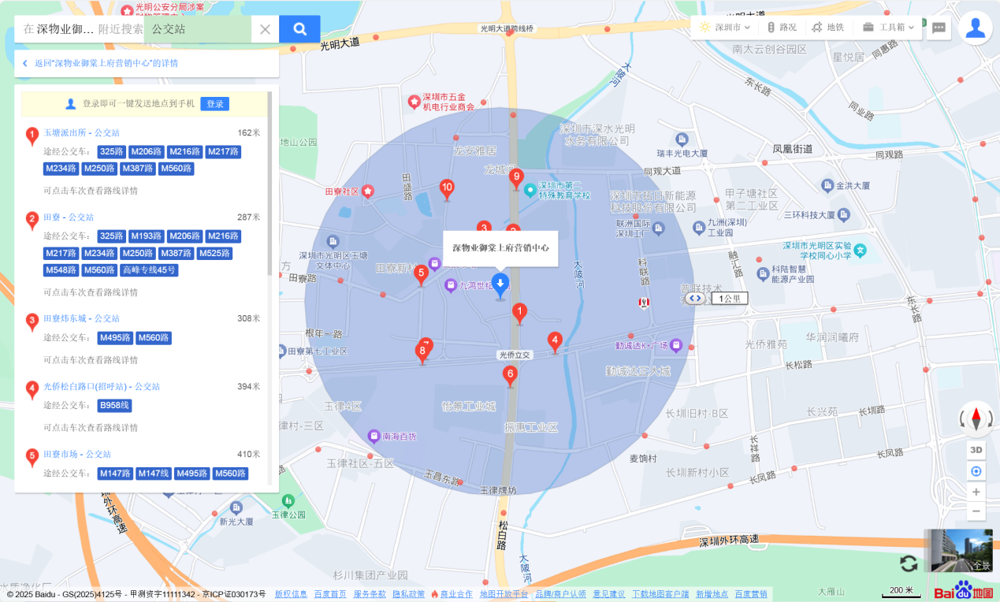 在 深物业御... 附近搜索 公交站
返回"深物业御棠上府营销中心"的详情
登录即可一键发送地点到手机 登录
1 玉塘派出所 - 公交站 162米
途经公交车： 325路 M206路 M216路 M217路
M234路 M250路 M387路 M560路
可点击车次查看路线详情
2 田寮 - 公交站 287米
途经公交车： 325路 M193路 M206路 M216路
M217路 M234路 M250路 M387路 M525路
M548路 M560路 高峰专线45号
可点击车次查看路线详情
3 田寮炜东城 - 公交站 308米
途经公交车： M495路 M560路
可点击车次查看路线详情
4 光侨松白路口(招呼站) - 公交站 394米
途经公交车： B958线
可点击车次查看路线详情
5 田寮市场 - 公交站 410米
途经公交车： M147路 M147线 M495路 M560路
深圳市 路况 地铁 工具箱
光明公安分局涉案
光明大道
光明大道跨线桥
光明大道
大陂河
南太云创谷园区
星悦居
同惠路
东长路
同业路
深圳市五金
机电行业商会
地山公园
深圳市深水光明
水务有限公司
瑞丰光电大厦
凤凰街道
同观路
同观大道
龙安雅居
龙城阁
田盛路
田寮社区
9
10
深圳市第二
特殊教育学校
深圳市拓日新能源
科技股份有限公司
甲子塘社区
第二工业区
金洪大厦
三环科技大厦
联洲国际
深圳工厂
九洲(深圳)
工业园
深圳市光明区实验
学校同心小学
融汇路
科陆智慧
能源产业园
3
2
深物业御棠上府营销中心
深圳市光明区玉塘
文体中心
田寮新村
田寮路
5
九鸿世纪
大陂河
科联路
普联技术
1公里
东长路
1
根年一路
田寮第七工业区
7
8
4
光侨立交
6
勤诚达K+广场
勤诚达正大城
光侨雅苑
华润润曦府
长松路
玉律4区
怡景工业城
振惠工业区
长圳旧村-B区
长兴苑
长圳路
律村-三区
南海百货
玉律社区-五区
麦饷村
长祥路
长凤路
长圳新村小区
长凤路
玉昌东路
玉律牌坊
外环高速
新光大厦
玉律公园
松白路
深圳外环高速
大陂河
杉川集团产业园
大雁山
3D
全景
200 米
Baidu地图
© 2025 Baidu - GS(2025)4125号 - 甲测资字11111342 - 京ICP证030173号 版权信息 百度首页 服务条款 隐私政策 商业合作 地图开放平台 品牌/商户认领 意见建议 下载地图客户端 新增地点 百度营销